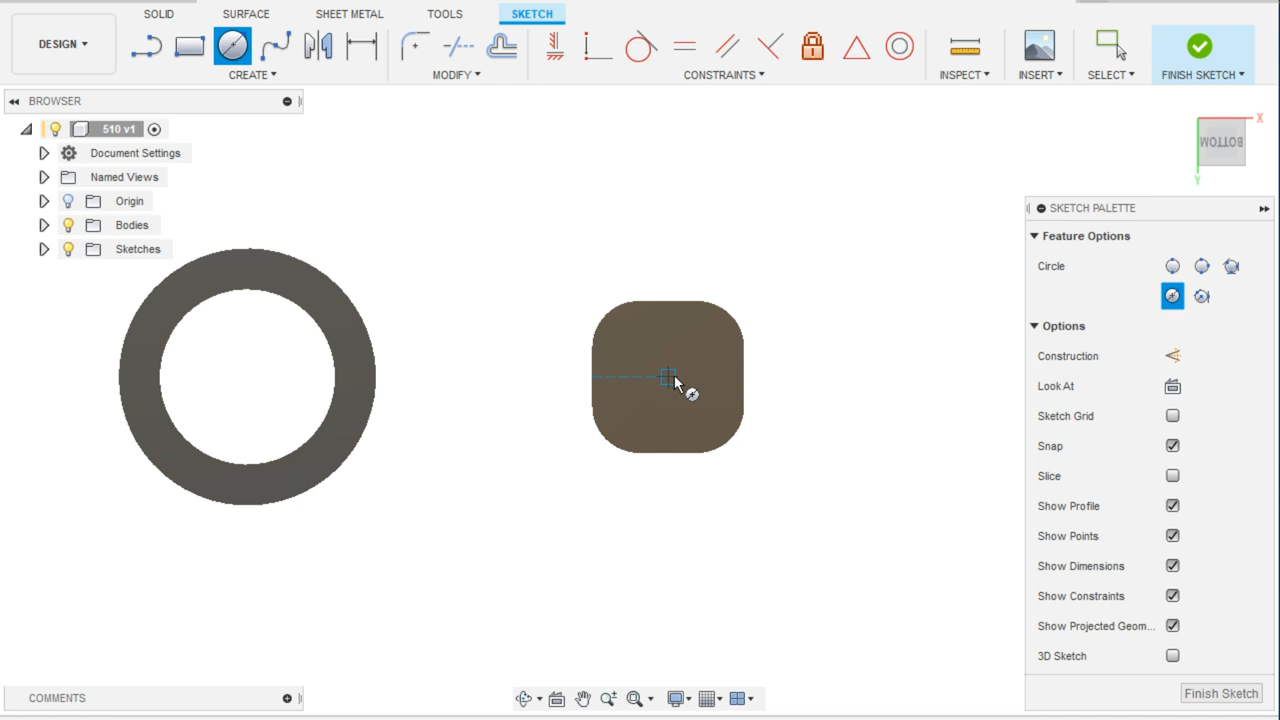 SOLID SURFACE SHEET METAL TOOLS SKETCH
DESIGN
CREATE MODIFY CONSTRAINTS INSPECT INSERT SELECT FINISH SKETCH
BROWSER
510 v1
Document Settings
Named Views
Origin
Bodies
Sketches
X
BOTTOM
Y
SKETCH PALETTE
Feature Options
Circle
Options
Construction
Look At
Sketch Grid
Snap
Slice
Show Profile
Show Points
Show Dimensions
Show Constraints
Show Projected Geom...
3D Sketch
Finish Sketch
COMMENTS